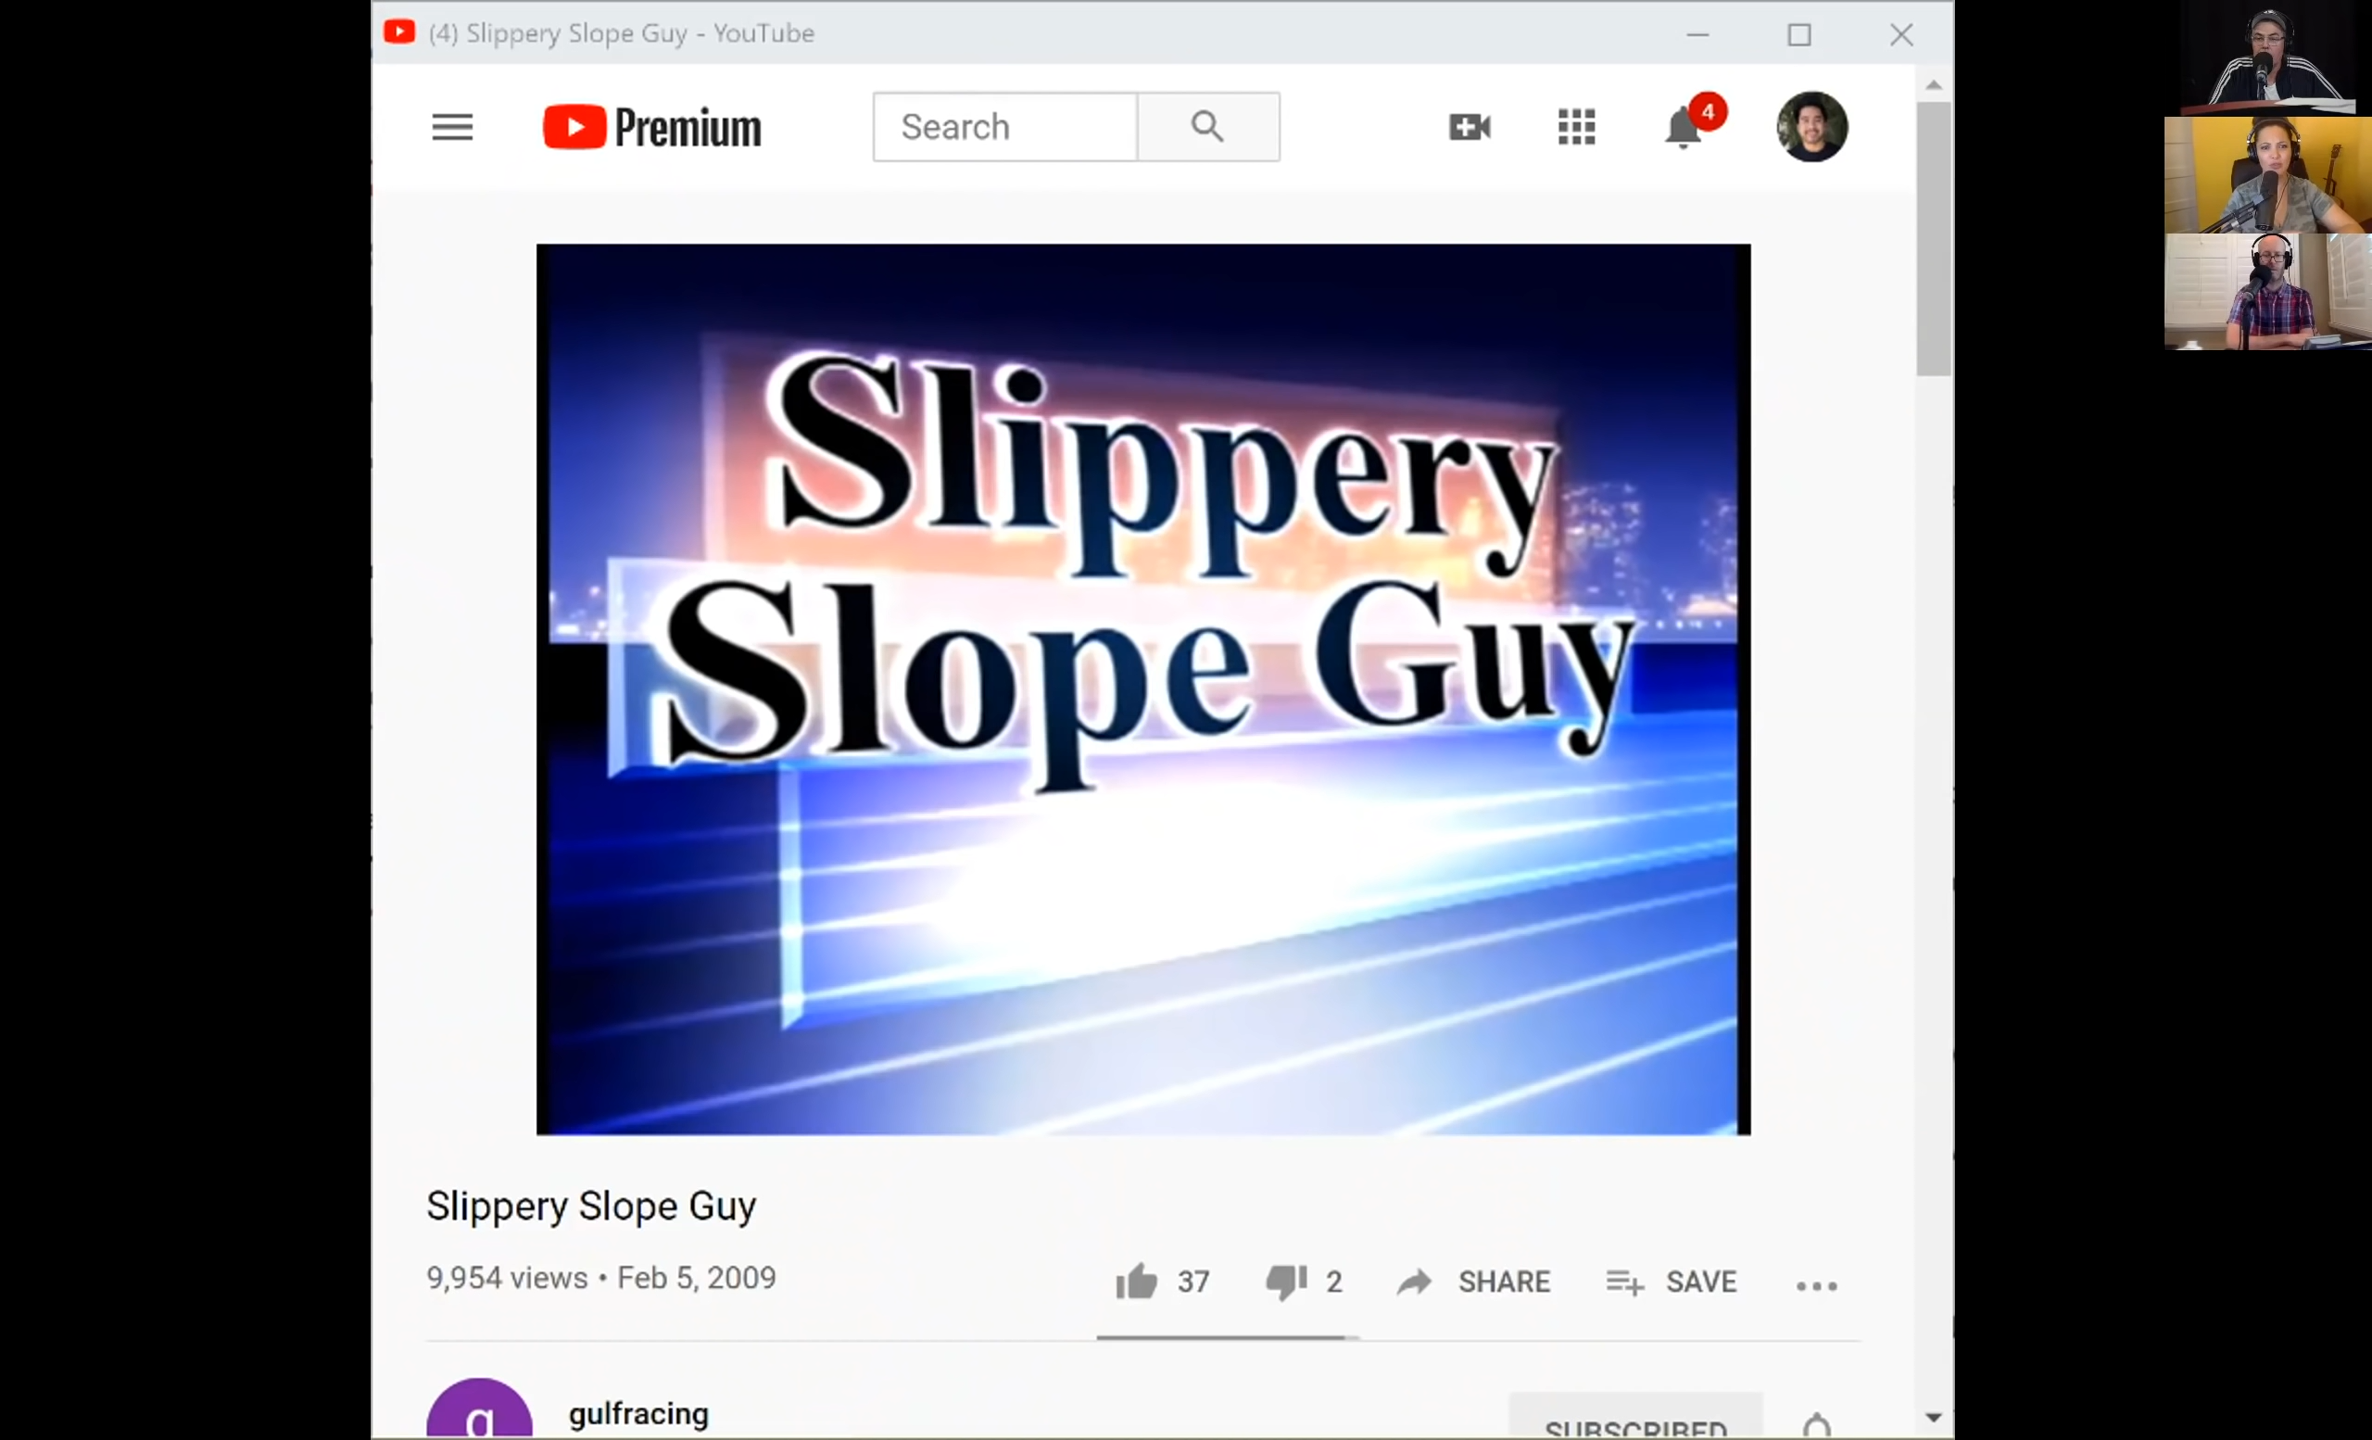 (4) Slippery Slope Guy - YouTube
Premium
Search
4
Slippery
Slope Guy
Slippery Slope Guy
9,954 views • Feb 5, 2009
37
2
SHARE
SAVE
g
gulfracing
SUBSCRIBED